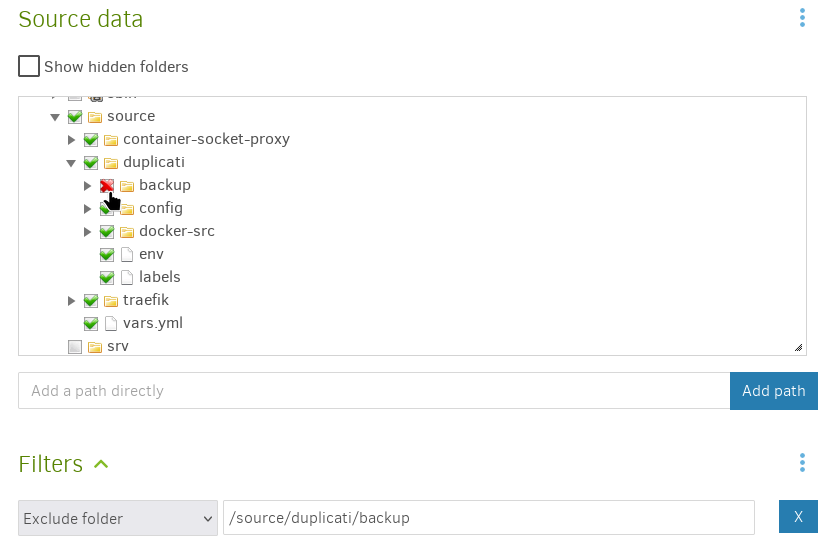 Source data
Show hidden folders
source
container-socket-proxy
duplicati
backup
config
docker-src
env
labels
traefik
vars.yml
srv
Add a path directly
Add path
Filters
Exclude folder
/source/duplicati/backup
X